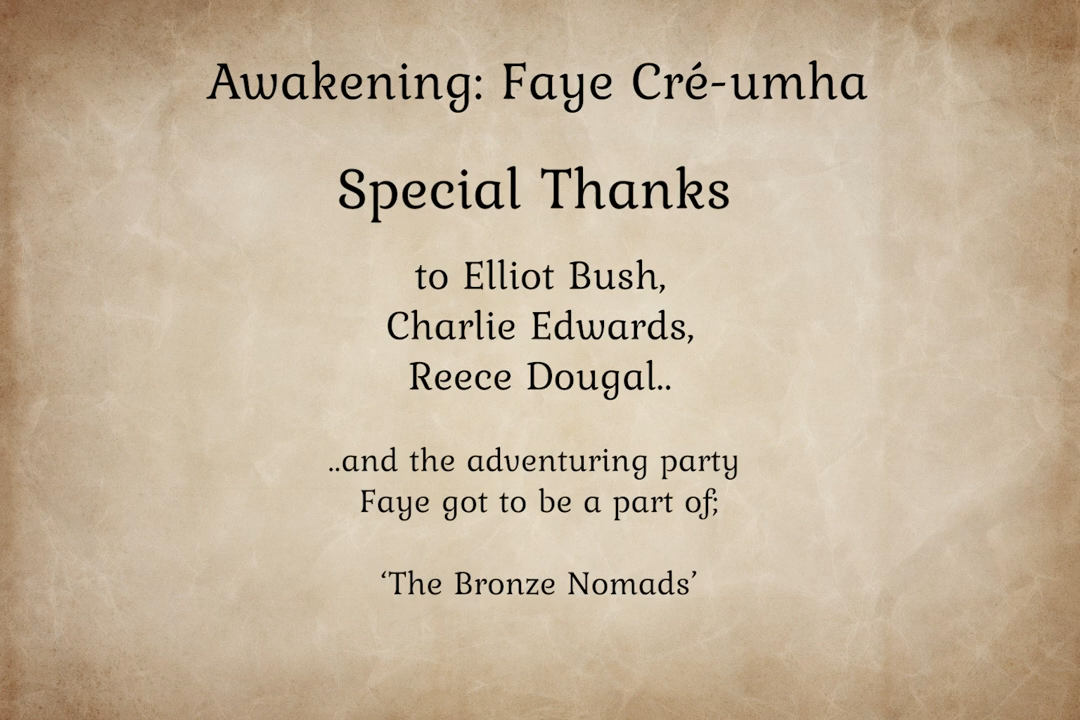 Awakening: Faye Cré-umha
Special Thanks
to Elliot Bush,
Charlie Edwards,
Reece Dougal..
..and the adventuring party
Faye got to be a part of;
‘The Bronze Nomads’